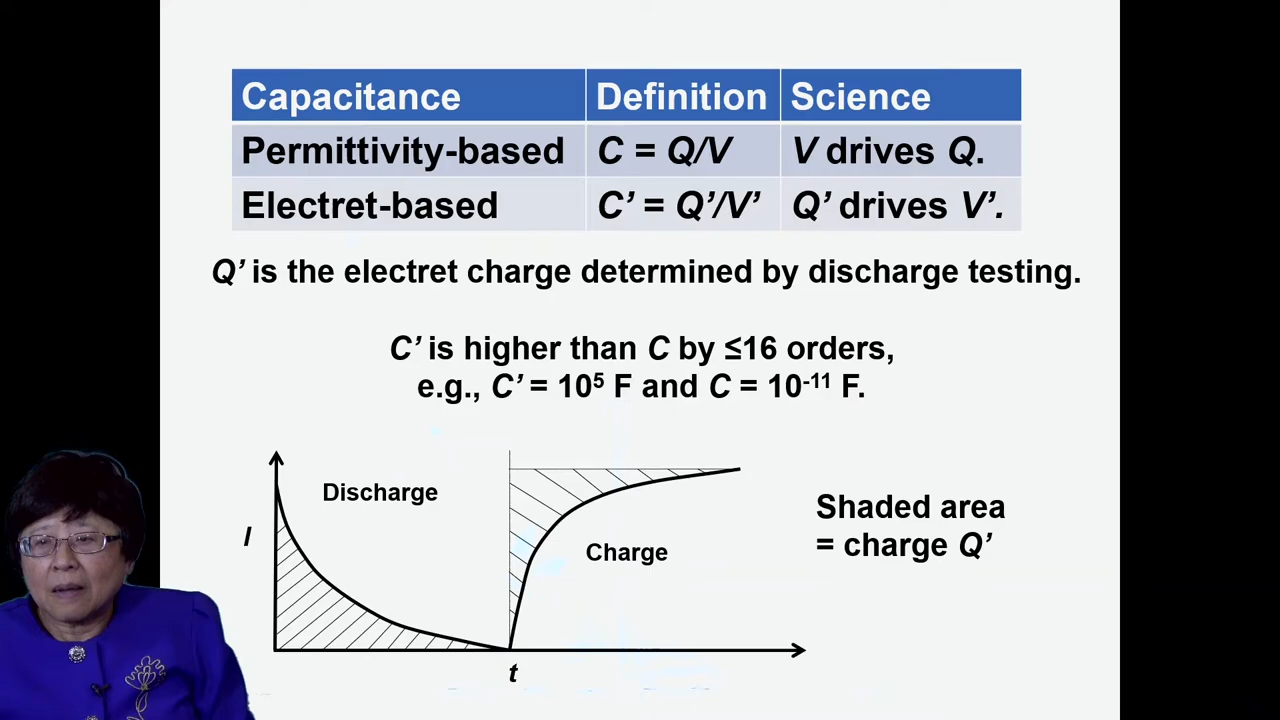 Capacitance Definition Science
Permittivity-based C = Q/V V drives Q.
Electret-based C’ = Q’/V’ Q’ drives V’.
Q’ is the electret charge determined by discharge testing.
C’ is higher than C by ≤16 orders,
e.g., C’ = 10⁵ F and C = 10⁻¹¹ F.
Discharge
I
Charge
t
Shaded area
= charge Q’